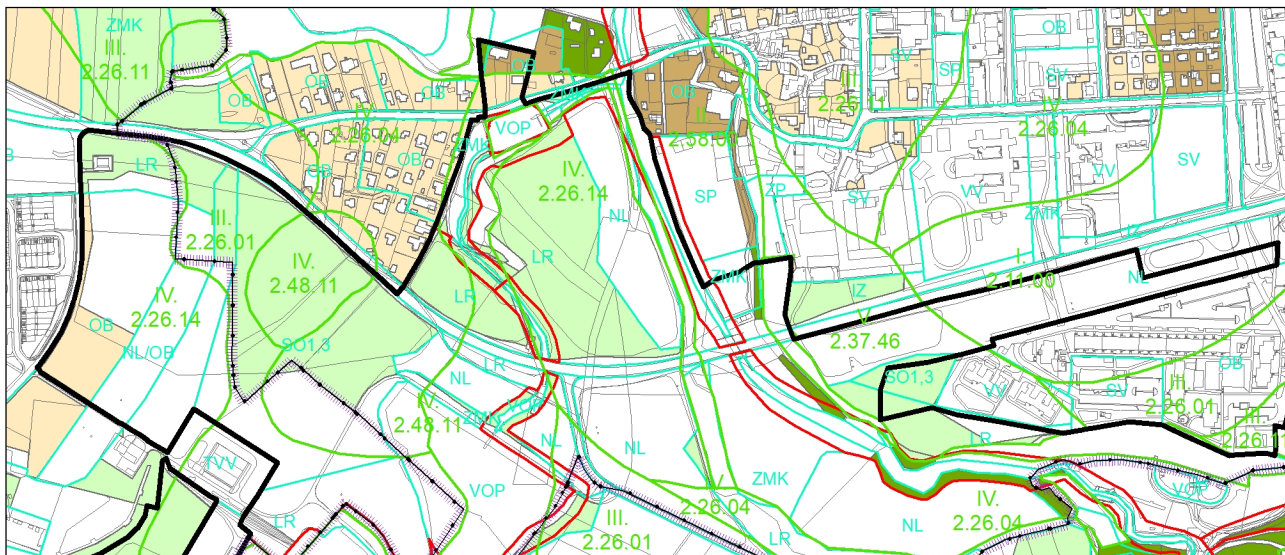 ZMK
III.
2.26.11
OB
OB
OB
OB
IV.
2.26.04
OB
OB
ZMK
VOP
ZMK
LR
III.
2.26.01
IV.
2.48.11
IV.
2.26.14
OB
NL/OB
SO1,3
TVV
LR
IV.
2.26.14
NL
LR
LR
LR
NL
IV.
2.48.11
ZMK
VOP
NL
VOP
III.
2.26.01
NL
OB
II.
2.58.00
SP
ZMK
ZP
SV
SV
SP
III.
2.26.11
OB
SV
IV.
2.26.04
VV
VV
ZMK
SV
IZ
I.
2.11.00
NL
IZ
V.
2.37.46
SO1,3
VV
SV
OB
III.
2.26.01
III.
LR
ZMK
2.26.04
LR
NL
IV.
2.26.04
VOP